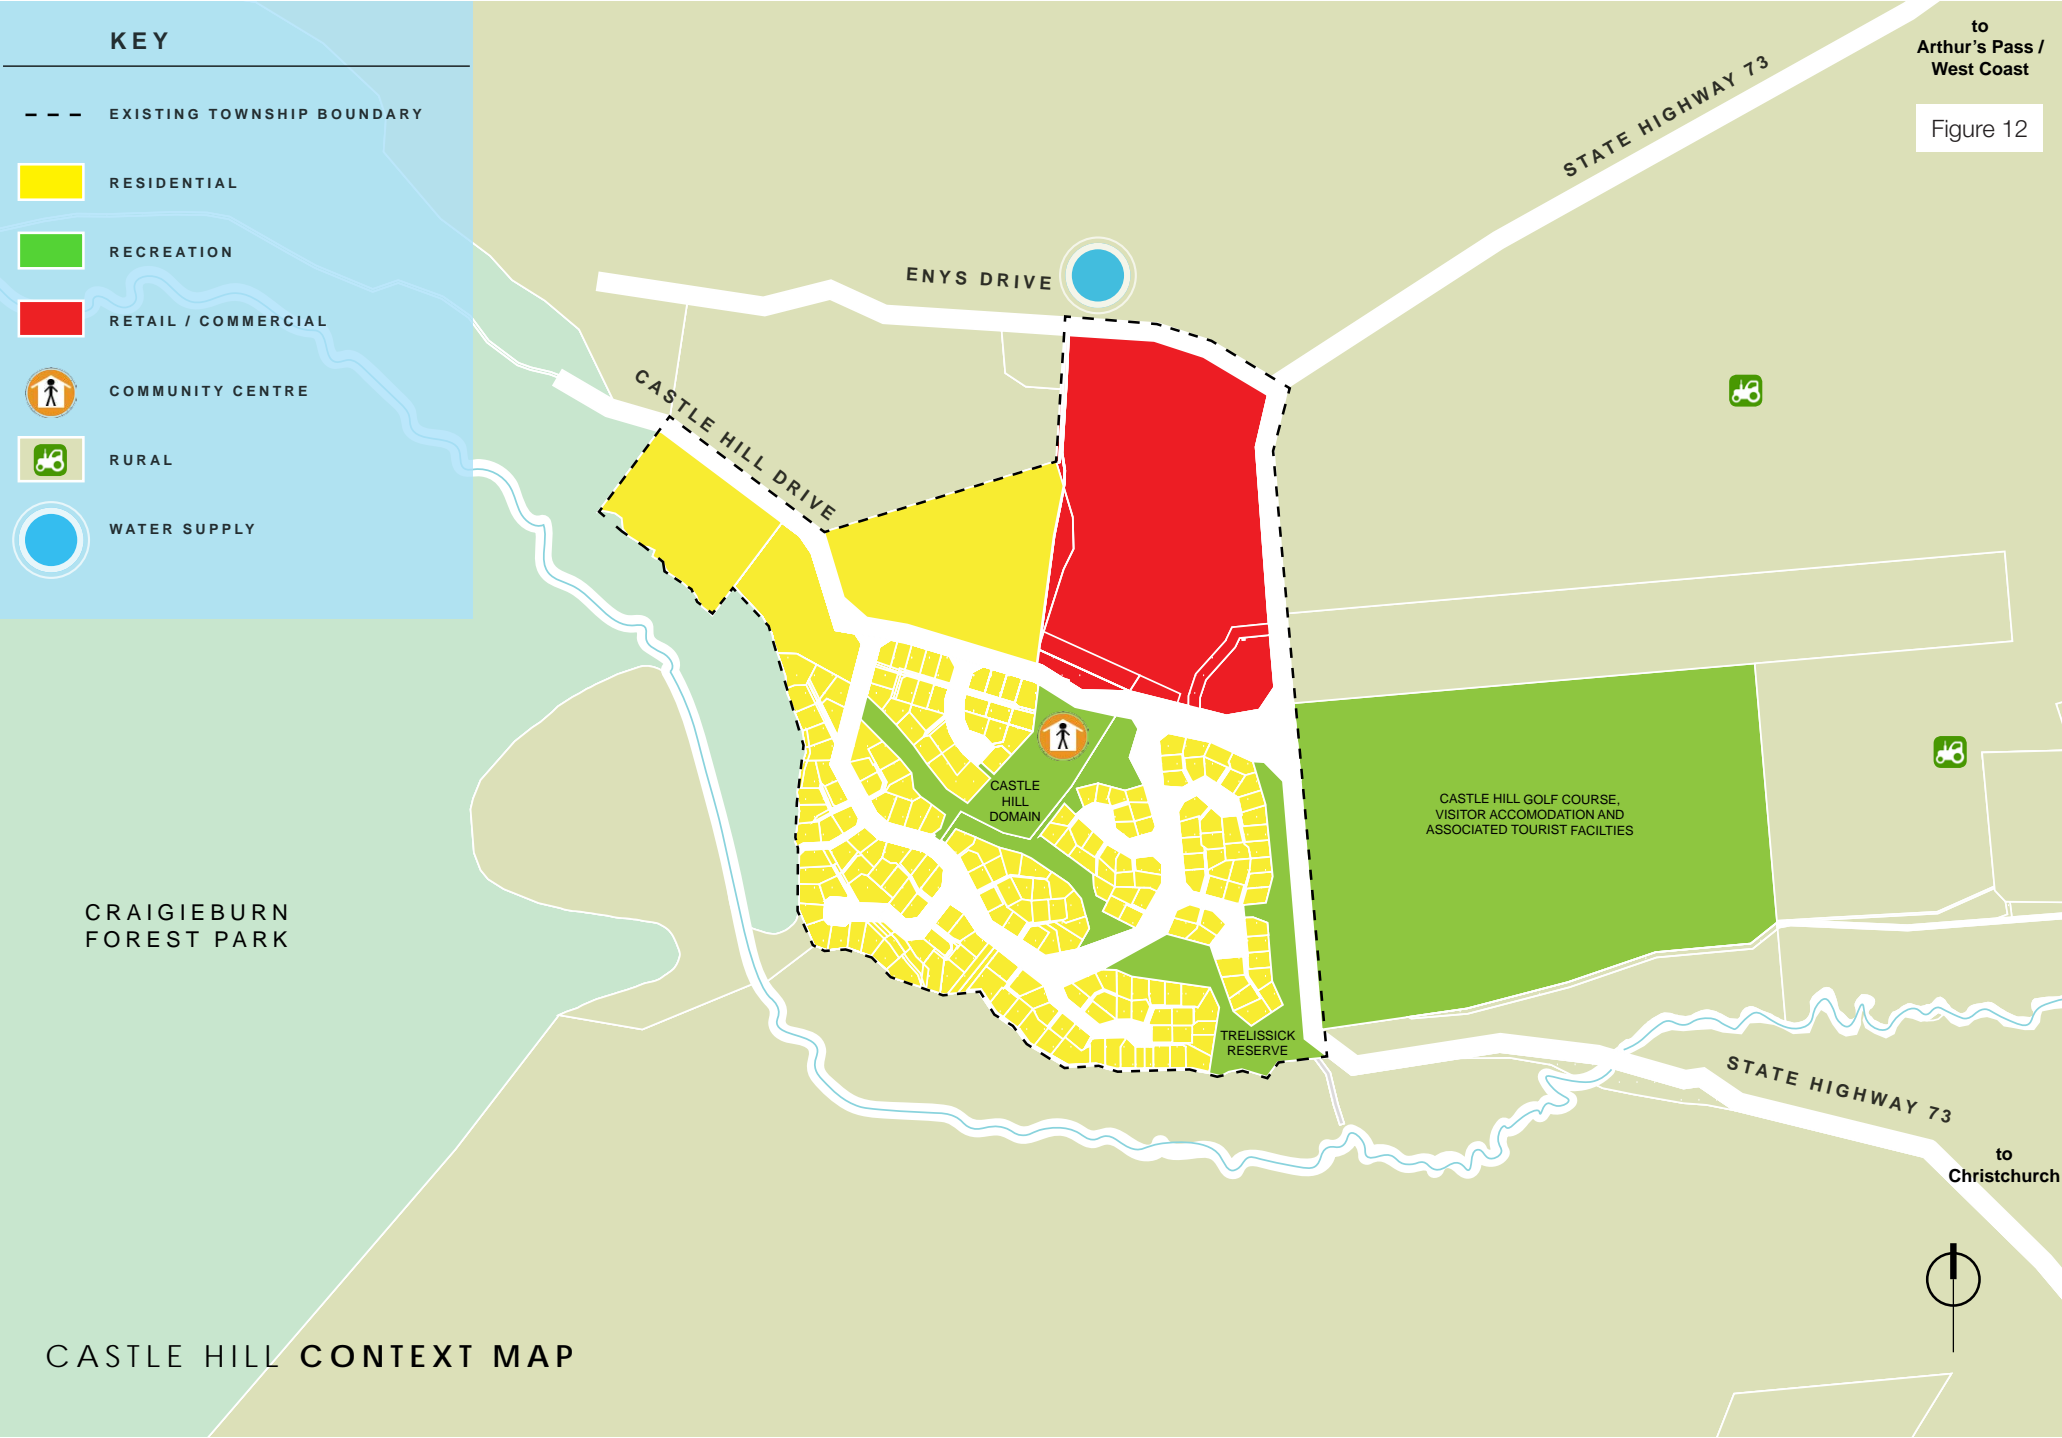 KEY
EXISTING TOWNSHIP BOUNDARY
RESIDENTIAL
RECREATION
RETAIL / COMMERCIAL
COMMUNITY CENTRE
RURAL
WATER SUPPLY
to
Arthur's Pass /
West Coast
Figure 12
STATE HIGHWAY 73
ENYS DRIVE
CASTLE HILL DRIVE
CASTLE
HILL
DOMAIN
CASTLE HILL GOLF COURSE,
VISITOR ACCOMODATION AND
ASSOCIATED TOURIST FACILTIES
CRAIGIEBURN
FOREST PARK
TRELISSICK
RESERVE
STATE HIGHWAY 73
to
Christchurch
CASTLE HILL CONTEXT MAP